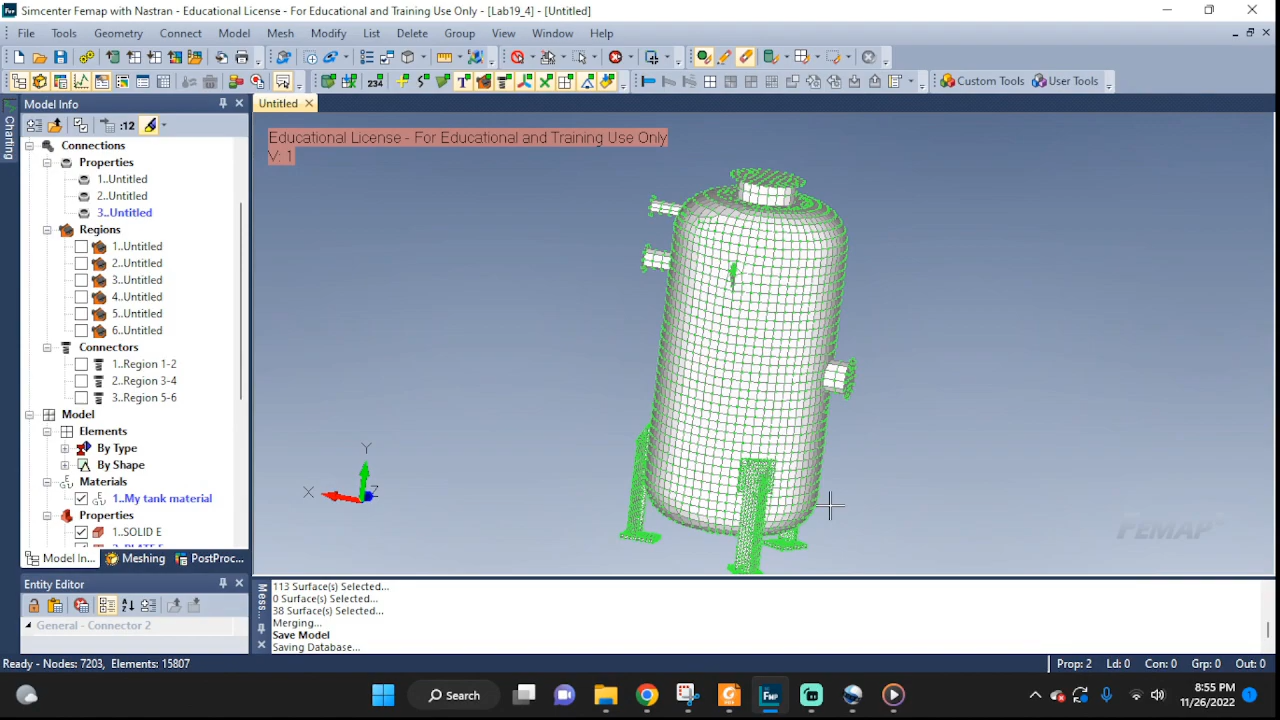 Simcenter Femap with Nastran - Educational License - For Educational and Training Use Only - [Lab19_4] - [Untitled]
File Tools Geometry Connect Model Mesh Modify List Delete Group View Window Help
234
Custom Tools User Tools
Model Info
Untitled
Charting
:12
Educational License - For Educational and Training Use Only
V: 1
Connections
Properties
1..Untitled
2..Untitled
3..Untitled
Regions
1..Untitled
2..Untitled
3..Untitled
4..Untitled
5..Untitled
6..Untitled
Connectors
1..Region 1-2
2..Region 3-4
3..Region 5-6
Model
Elements
By Type
By Shape
Materials
1..My tank material
Properties
1..SOLID E
Y
X
Z
FEMAP
Model In... Meshing PostProc...
Entity Editor
General - Connector 2
Mess...
113 Surface(s) Selected...
0 Surface(s) Selected...
38 Surface(s) Selected...
Merging...
Save Model
Saving Database...
Ready - Nodes: 7203, Elements: 15807
Prop: 2 Ld: 0 Con: 0 Grp: 0 Out: 0
Search
8:55 PM
11/26/2022